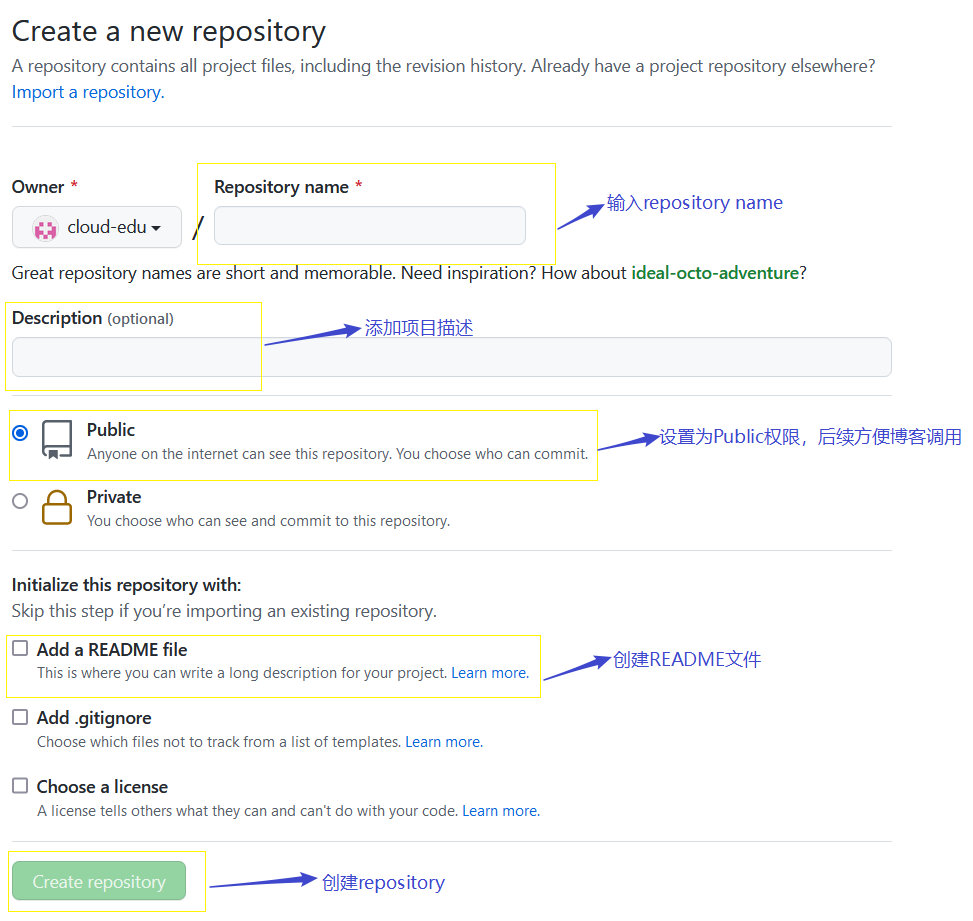 Create a new repository
A repository contains all project files, including the revision history. Already have a project repository elsewhere?
Import a repository.
Owner *
Repository name *
cloud-edu
/
输入repository name
Great repository names are short and memorable. Need inspiration? How about ideal-octo-adventure?
Description (optional)
添加项目描述
Public
Anyone on the internet can see this repository. You choose who can commit.
设置为Public权限，后续方便博客调用
Private
You choose who can see and commit to this repository.
Initialize this repository with:
Skip this step if you’re importing an existing repository.
Add a README file
This is where you can write a long description for your project. Learn more.
创建README文件
Add .gitignore
Choose which files not to track from a list of templates. Learn more.
Choose a license
A license tells others what they can and can't do with your code. Learn more.
Create repository
创建repository